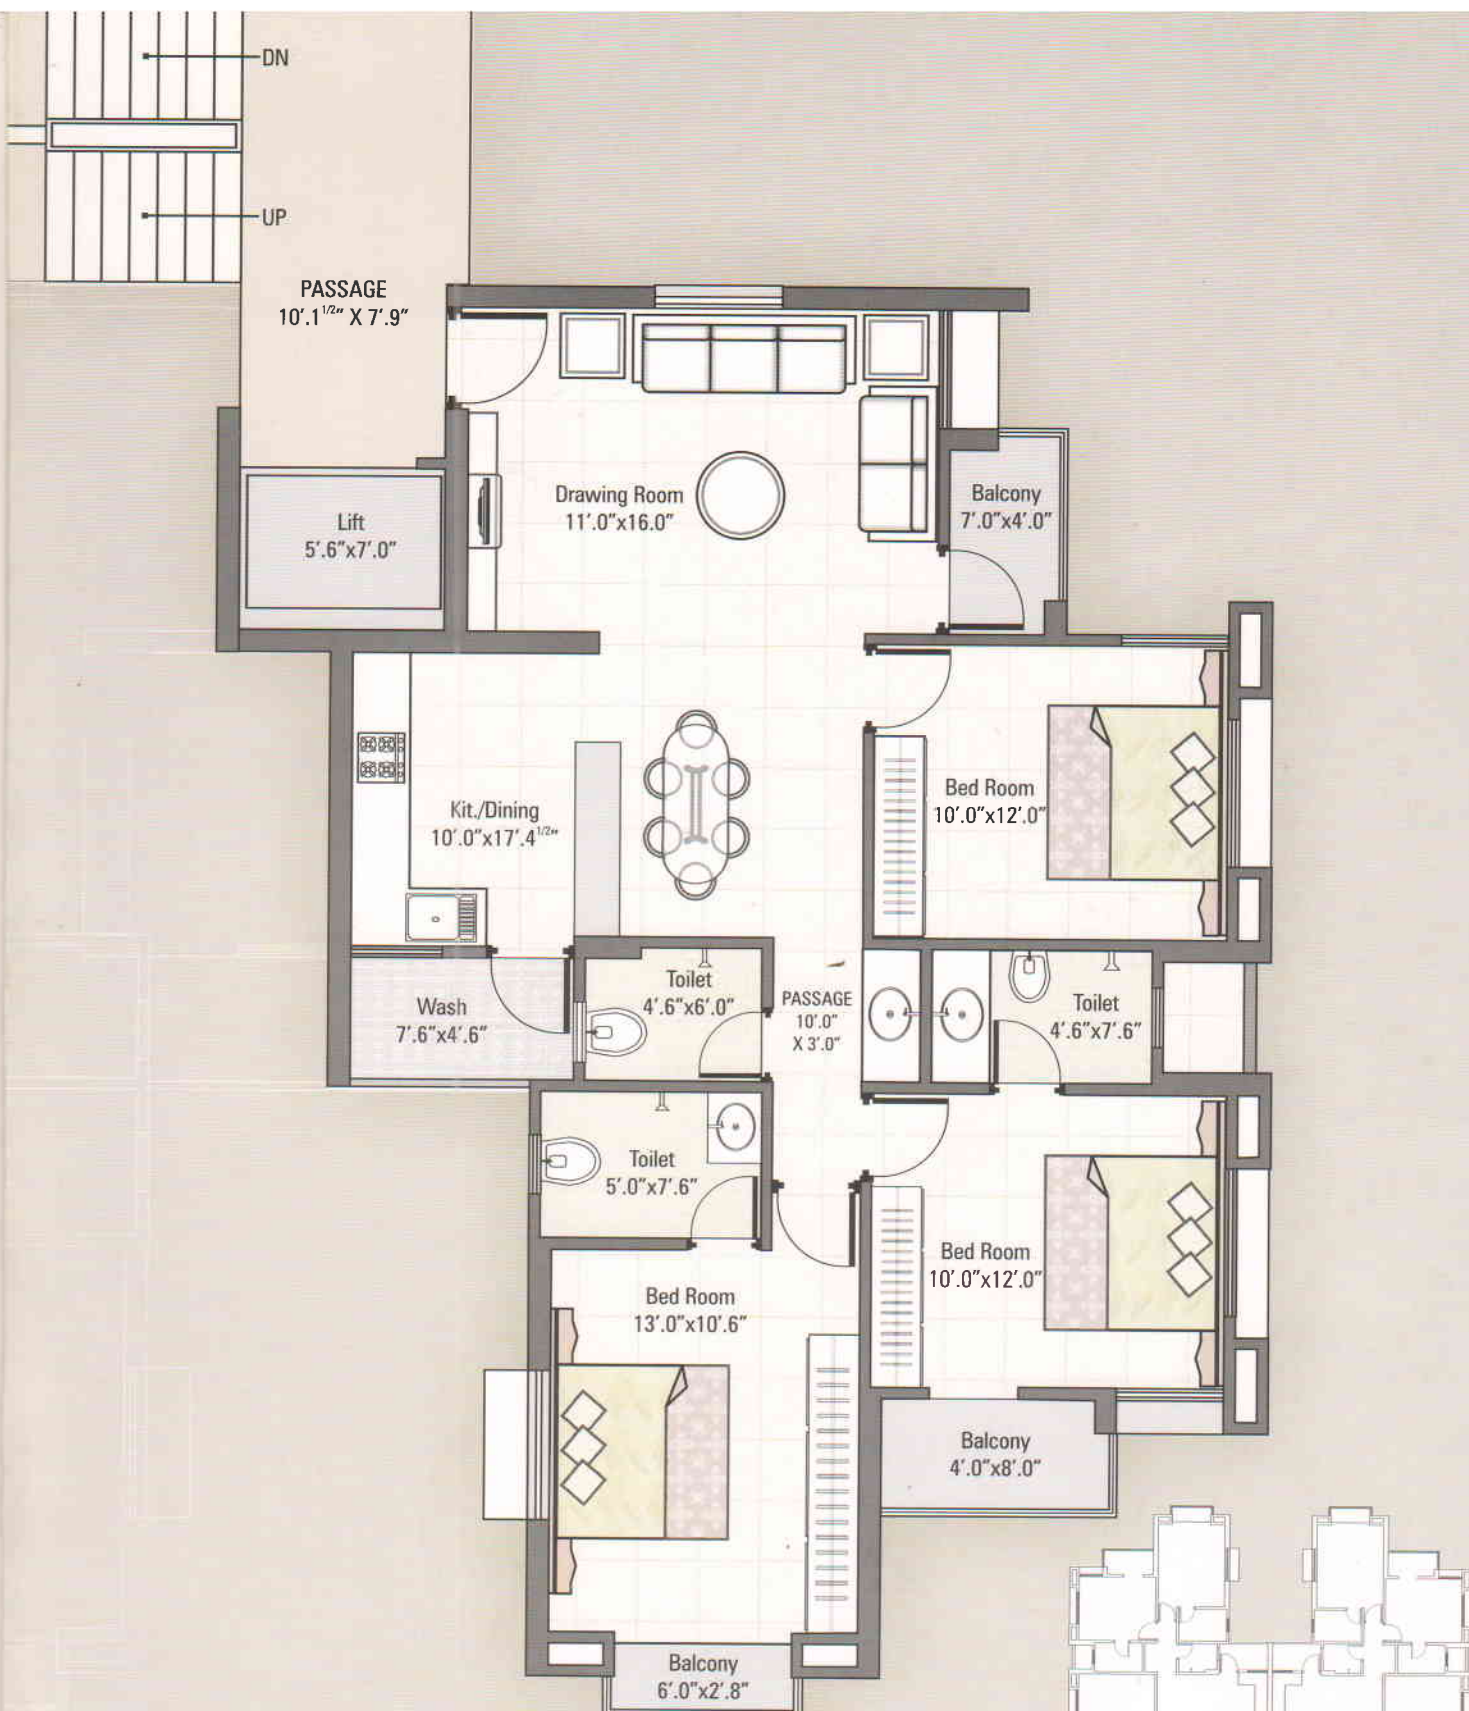 DN
UP
PASSAGE
10'.1 1/2" X 7'.9"
Drawing Room
11'.0"x16.0"
Balcony
7'.0"x4'.0"
Lift
5'.6"x7'.0"
Bed Room
10'.0"x12'.0"
Kit./Dining
10'.0"x17'.4 1/2"
Toilet
4'.6"x6'.0"
PASSAGE
10'.0"
X 3'.0"
Toilet
4'.6"x7'.6"
Wash
7'.6"x4'.6"
Toilet
5'.0"x7'.6"
Bed Room
10'.0"x12'.0"
Bed Room
13'.0"x10'.6"
Balcony
4'.0"x8'.0"
Balcony
6'.0"x2'.8"